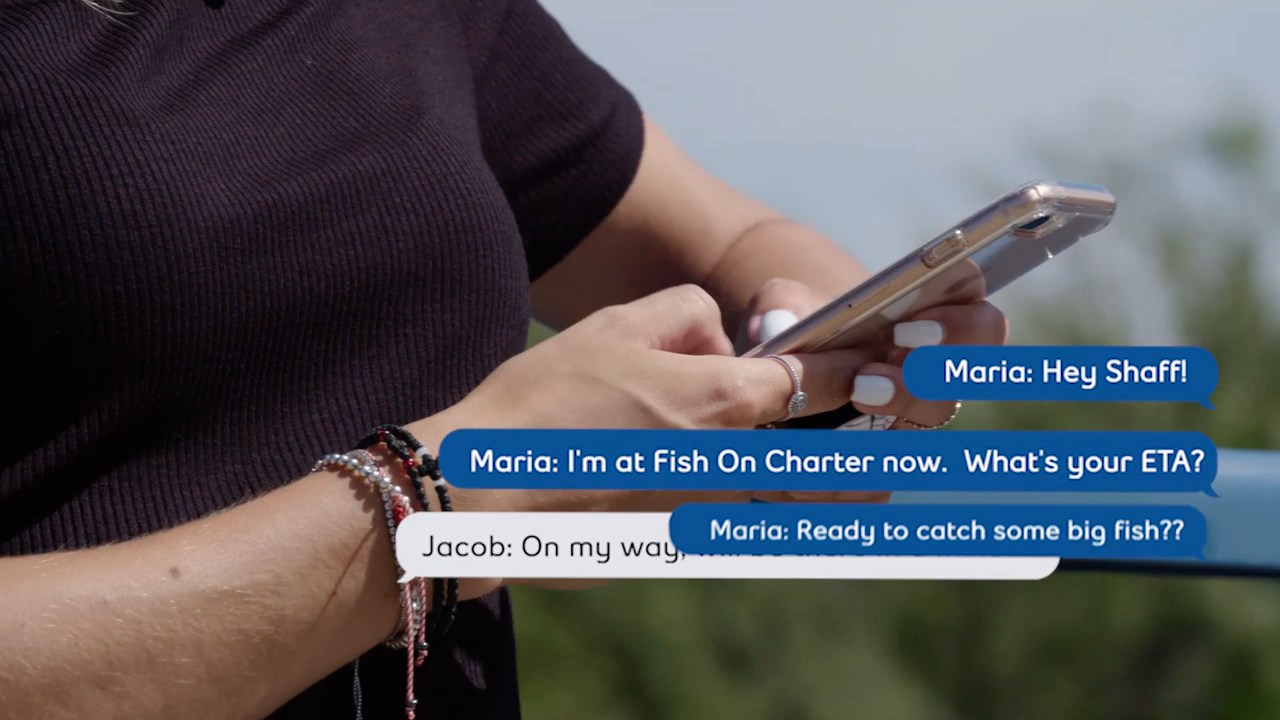 Maria: Hey Shaff!
Maria: I'm at Fish On Charter now.  What's your ETA?
Maria: Ready to catch some big fish??
Jacob: On my way,